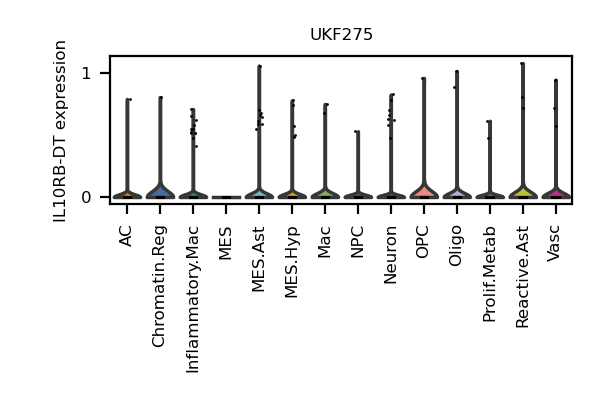 UKF275
IL10RB-DT expression
1
0
AC
Chromatin.Reg
Inflammatory.Mac
MES
MES.Ast
MES.Hyp
Mac
NPC
Neuron
OPC
Oligo
Prolif.Metab
Reactive.Ast
Vasc